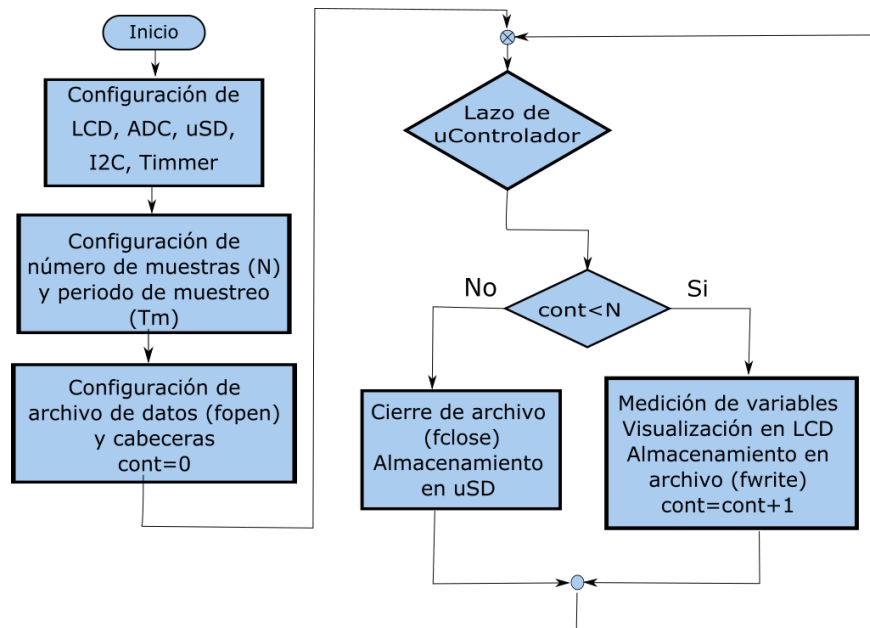 Inicio
Configuración de
LCD, ADC, uSD,
I2C, Timmer
Configuración de
número de muestras (N)
y periodo de muestreo
(Tm)
Configuración de
archivo de datos (fopen)
y cabeceras
cont=0
Lazo de
uControlador
cont<N
No
Si
Cierre de archivo
(fclose)
Almacenamiento
en uSD
Medición de variables
Visualización en LCD
Almacenamiento en
archivo (fwrite)
cont=cont+1